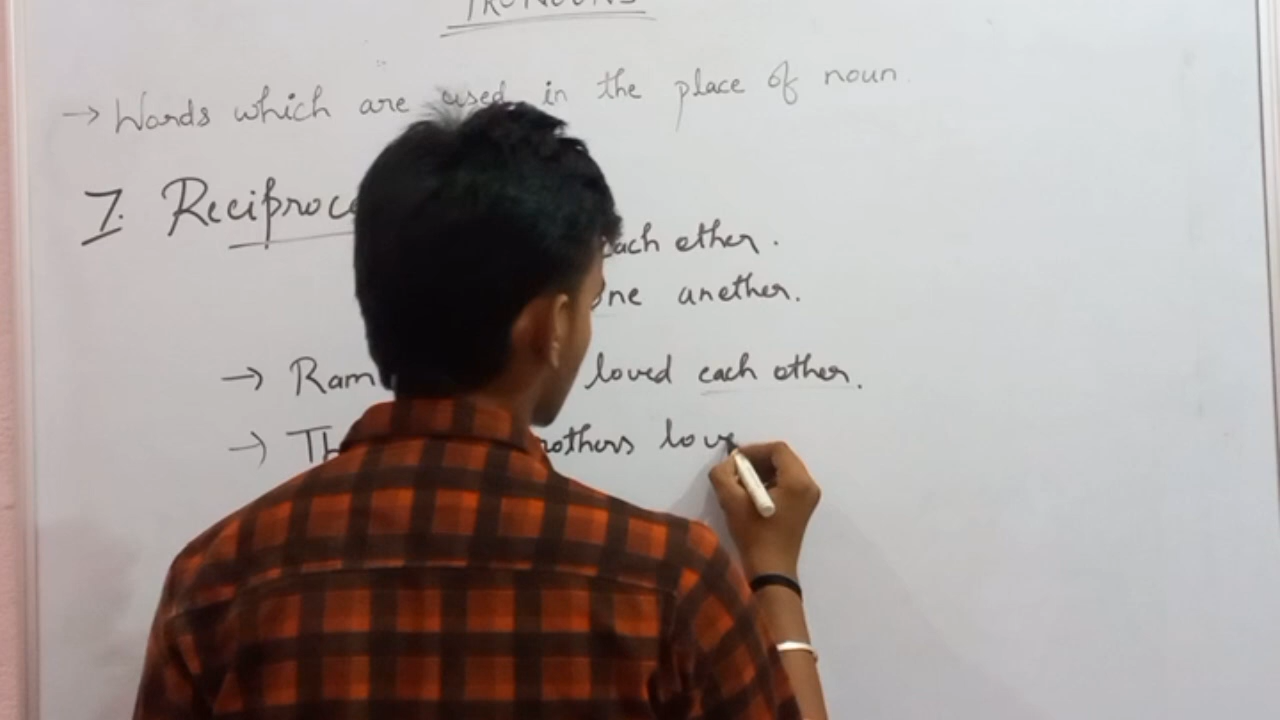 PRONOUNS
→ Words which are used in the place of noun
7. Reciproc
each other.
One another.
→ Ram loved each other.
→ Th rothers lov